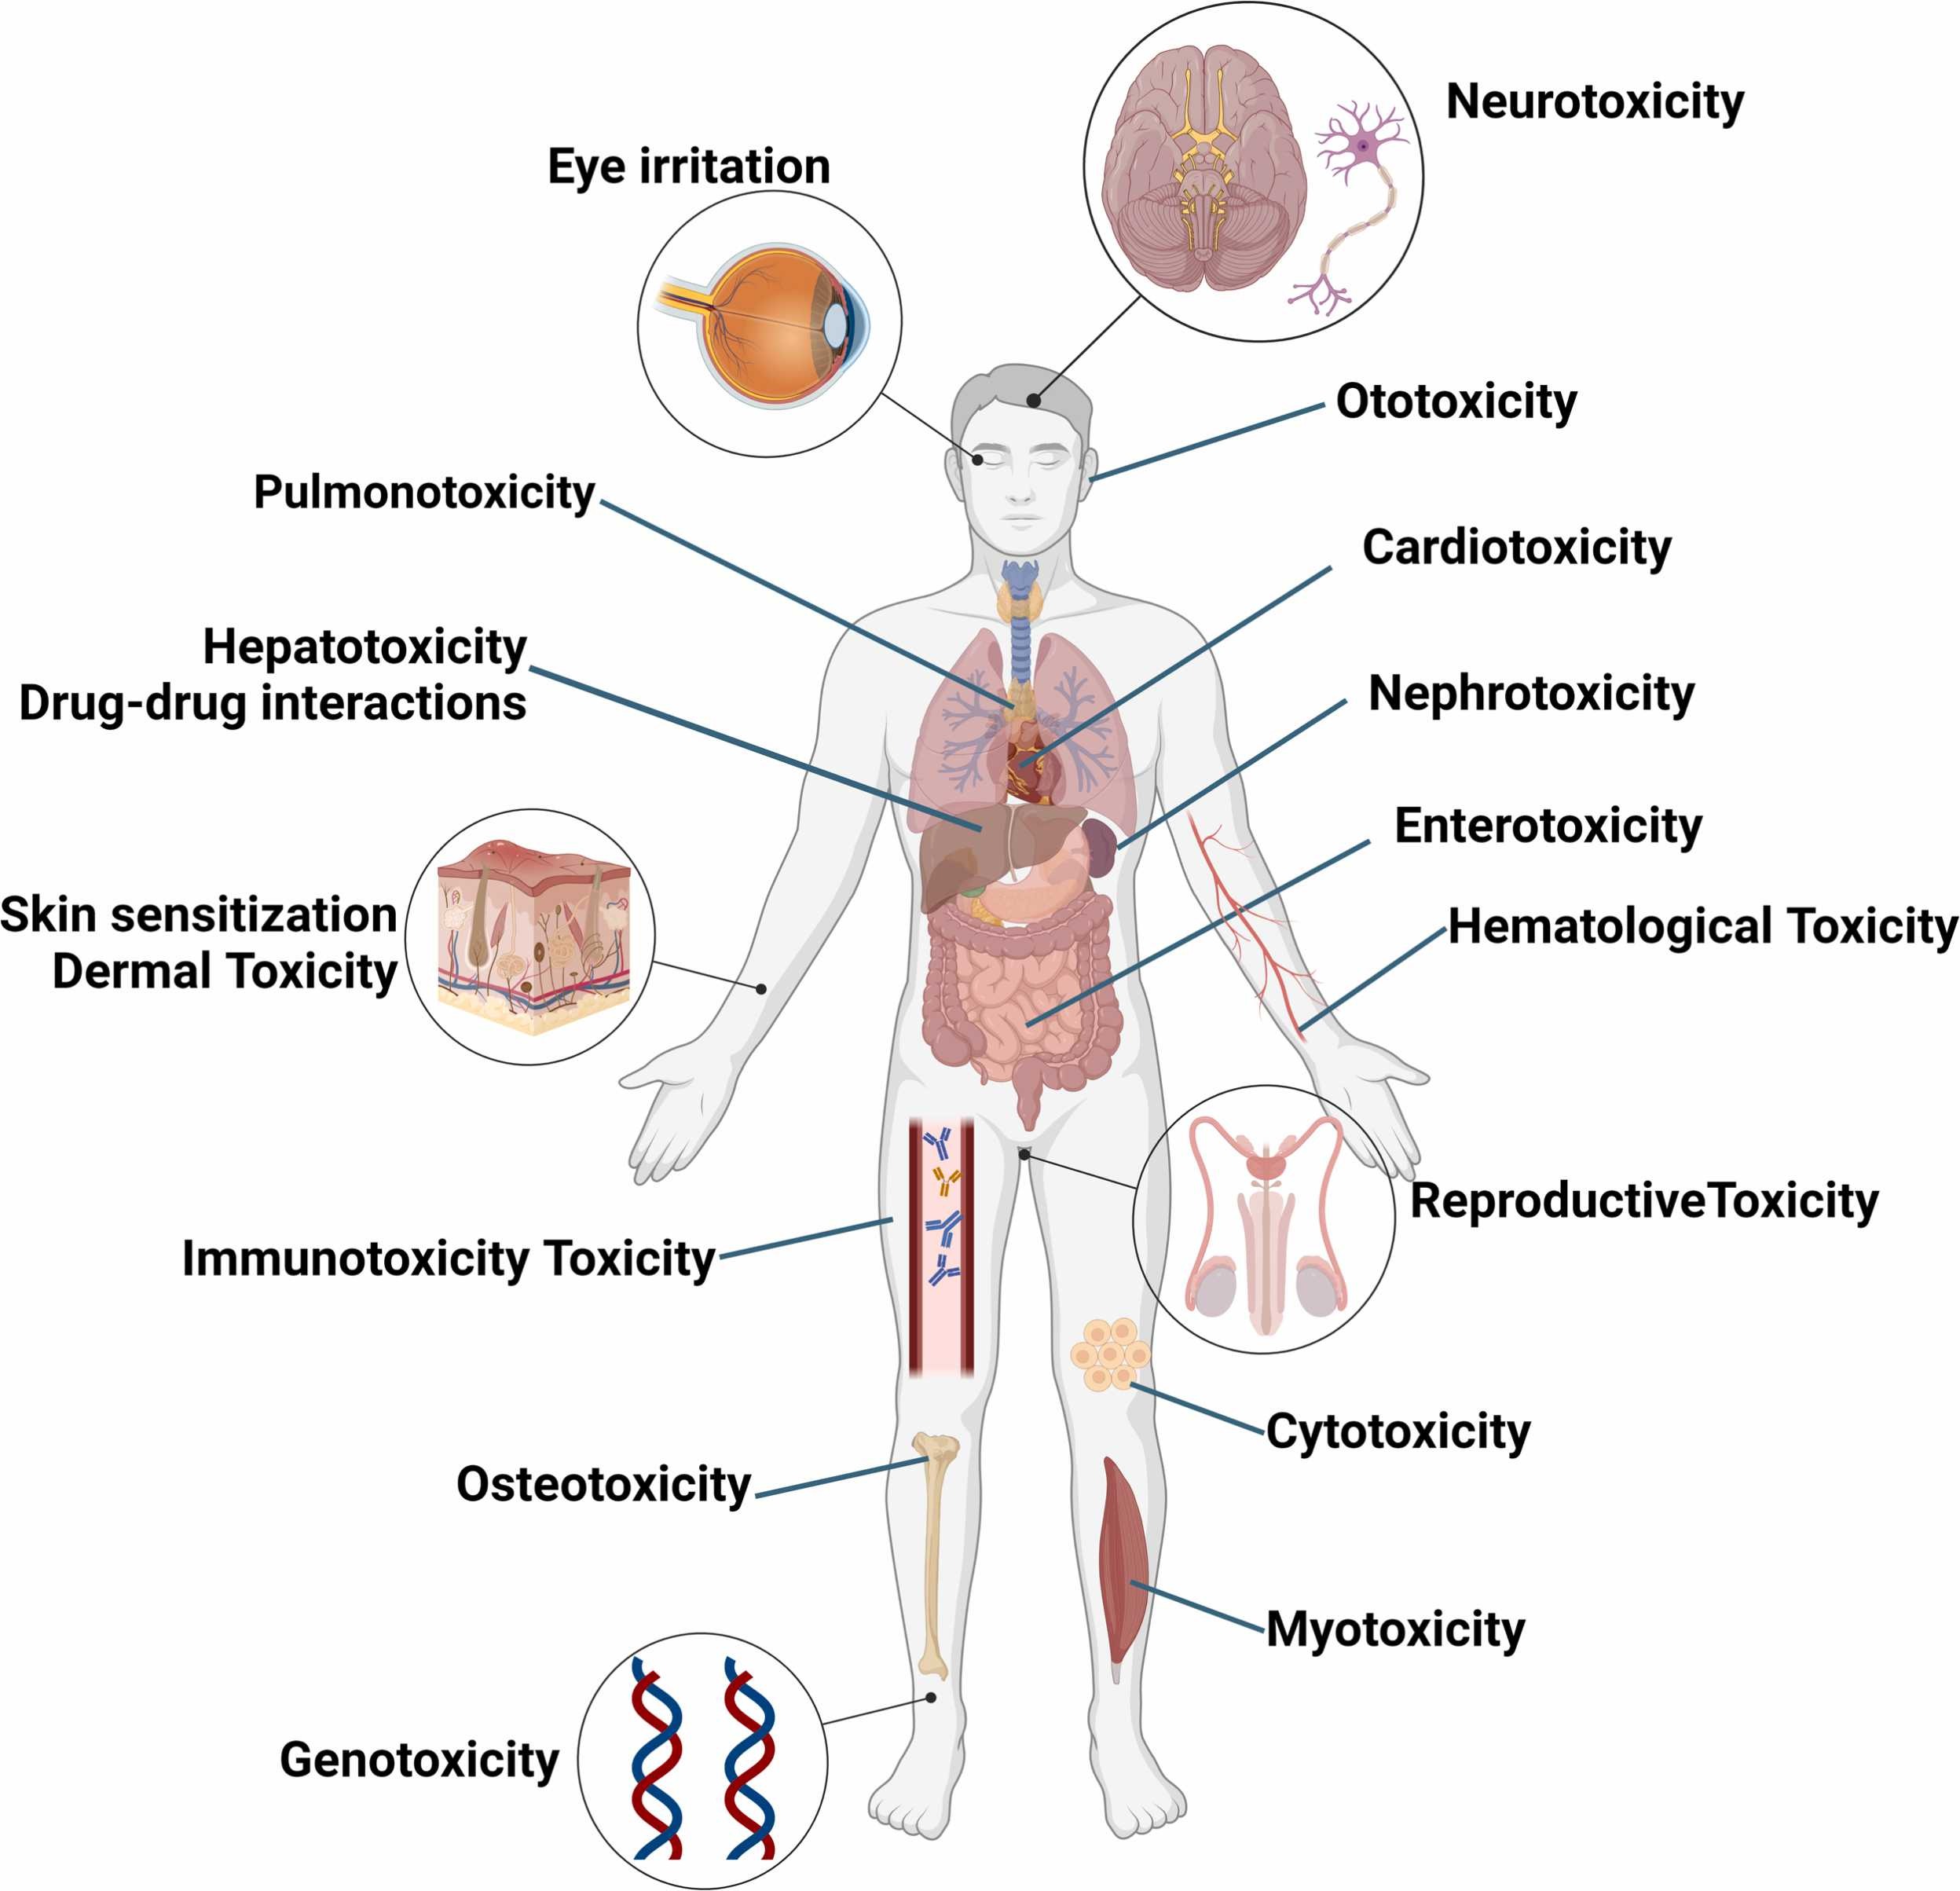 Neurotoxicity
Eye irritation
Ototoxicity
Pulmonotoxicity
Cardiotoxicity
Hepatotoxicity
Drug-drug interactions
Nephrotoxicity
Enterotoxicity
Skin sensitization
Dermal Toxicity
Hematological Toxicity
ReproductiveToxicity
Immunotoxicity Toxicity
Cytotoxicity
Osteotoxicity
Myotoxicity
Genotoxicity